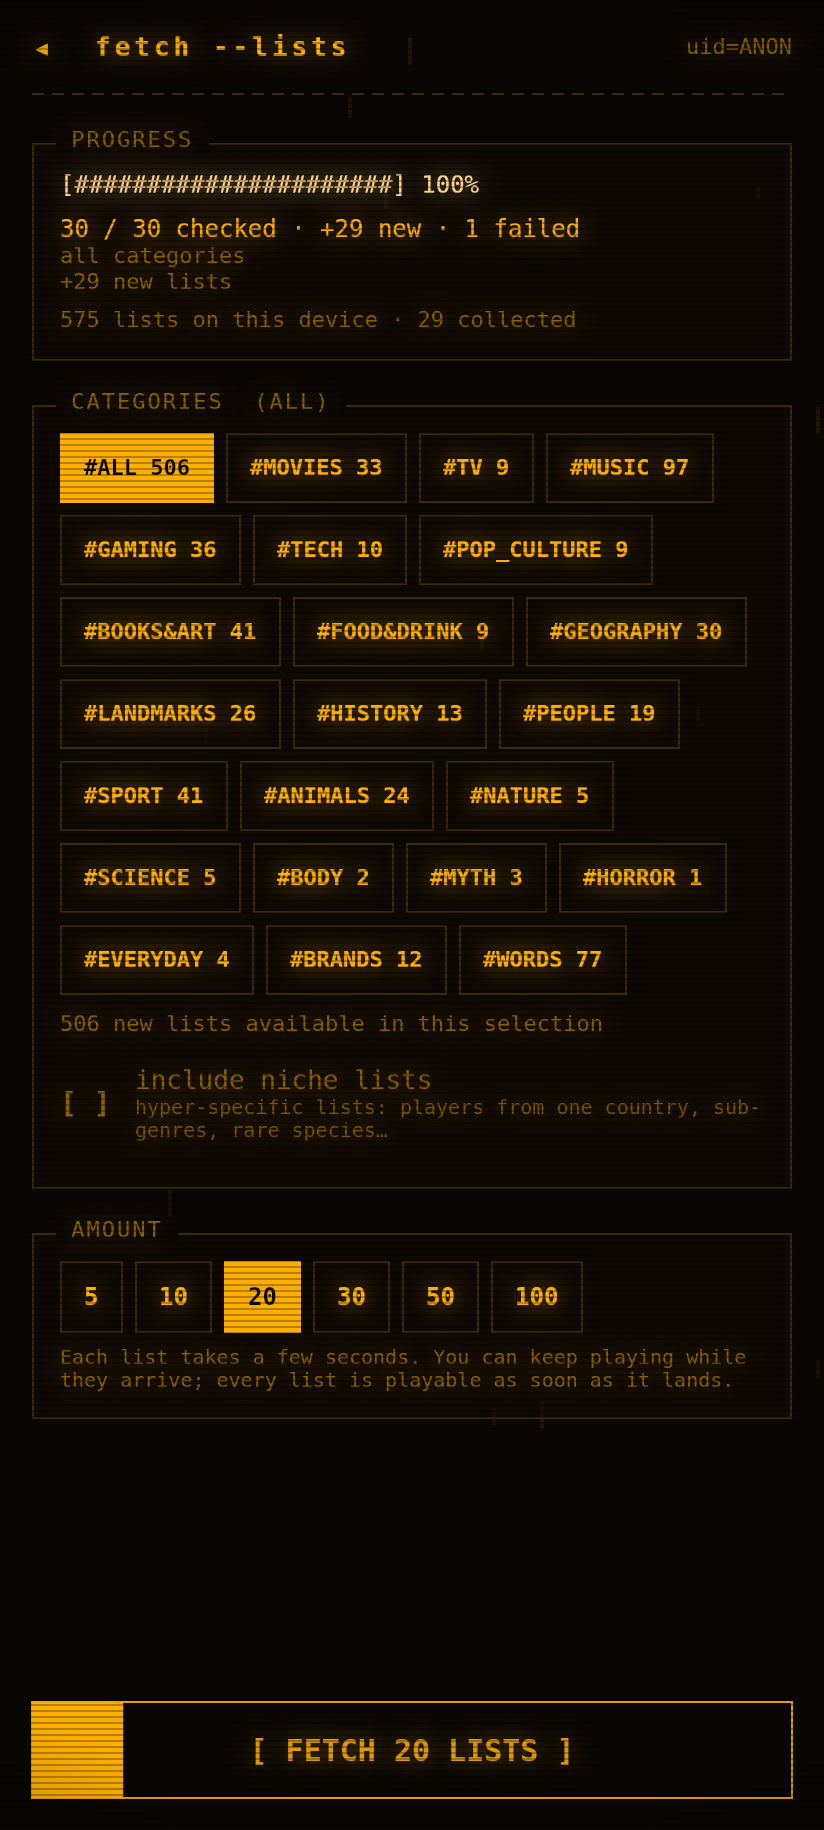 ◂ fetch --lists uid=ANON
PROGRESS
[######################] 100%
30 / 30 checked · +29 new · 1 failed
all categories
+29 new lists
575 lists on this device · 29 collected
CATEGORIES (ALL)
#ALL 506 #MOVIES 33 #TV 9 #MUSIC 97
#GAMING 36 #TECH 10 #POP_CULTURE 9
#BOOKS&ART 41 #FOOD&DRINK 9 #GEOGRAPHY 30
#LANDMARKS 26 #HISTORY 13 #PEOPLE 19
#SPORT 41 #ANIMALS 24 #NATURE 5
#SCIENCE 5 #BODY 2 #MYTH 3 #HORROR 1
#EVERYDAY 4 #BRANDS 12 #WORDS 77
506 new lists available in this selection
[ ] include niche lists
hyper-specific lists: players from one country, sub-
genres, rare species…
AMOUNT
5 10 20 30 50 100
Each list takes a few seconds. You can keep playing while
they arrive; every list is playable as soon as it lands.
[ FETCH 20 LISTS ]